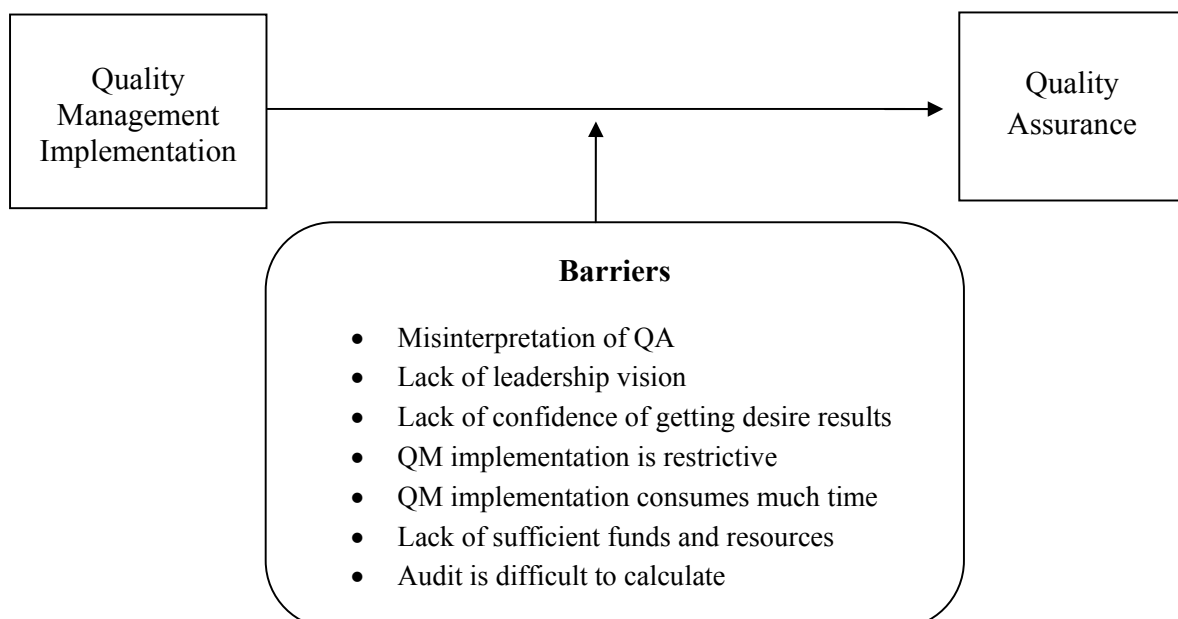 Quality
Management
Implementation
Quality
Assurance
Barriers
• Misinterpretation of QA
• Lack of leadership vision
• Lack of confidence of getting desire results
• QM implementation is restrictive
• QM implementation consumes much time
• Lack of sufficient funds and resources
• Audit is difficult to calculate